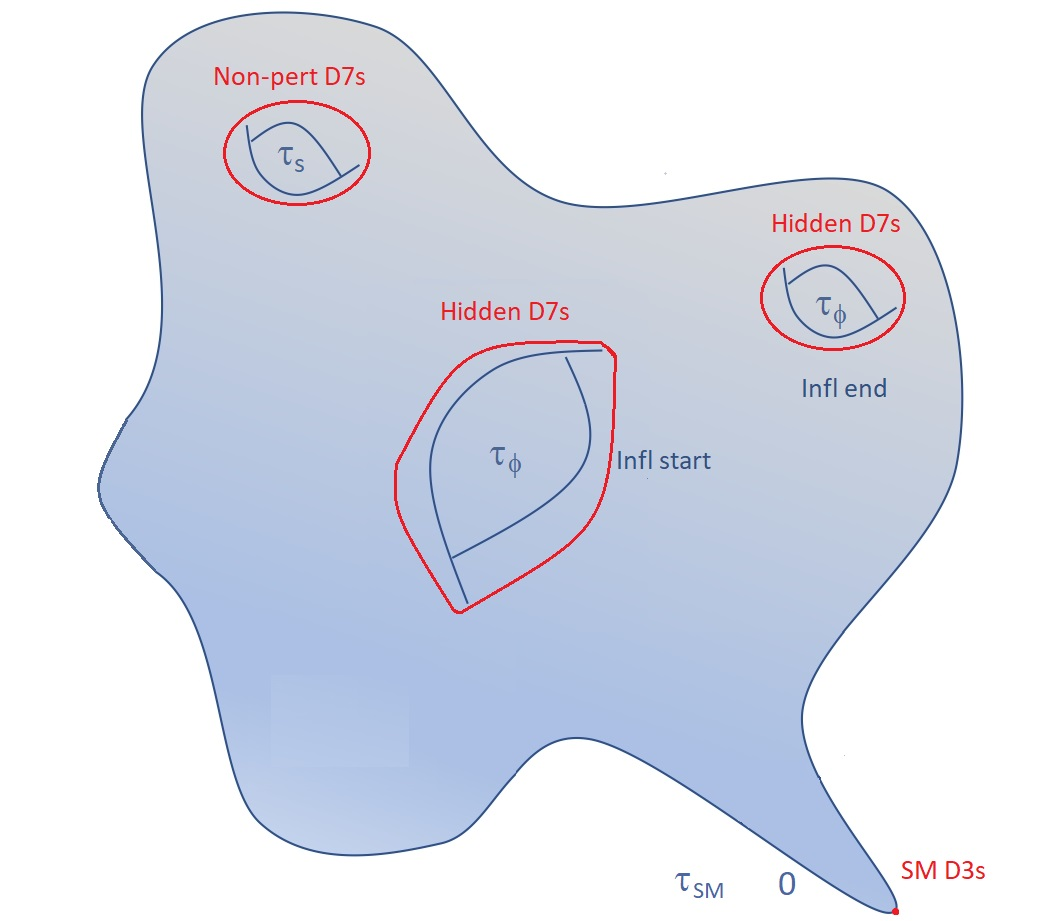 Non-pert D7s
τs
Hidden D7s
τϕ
Infl end
Hidden D7s
τϕ
Infl start
SM D3s
τSM 0